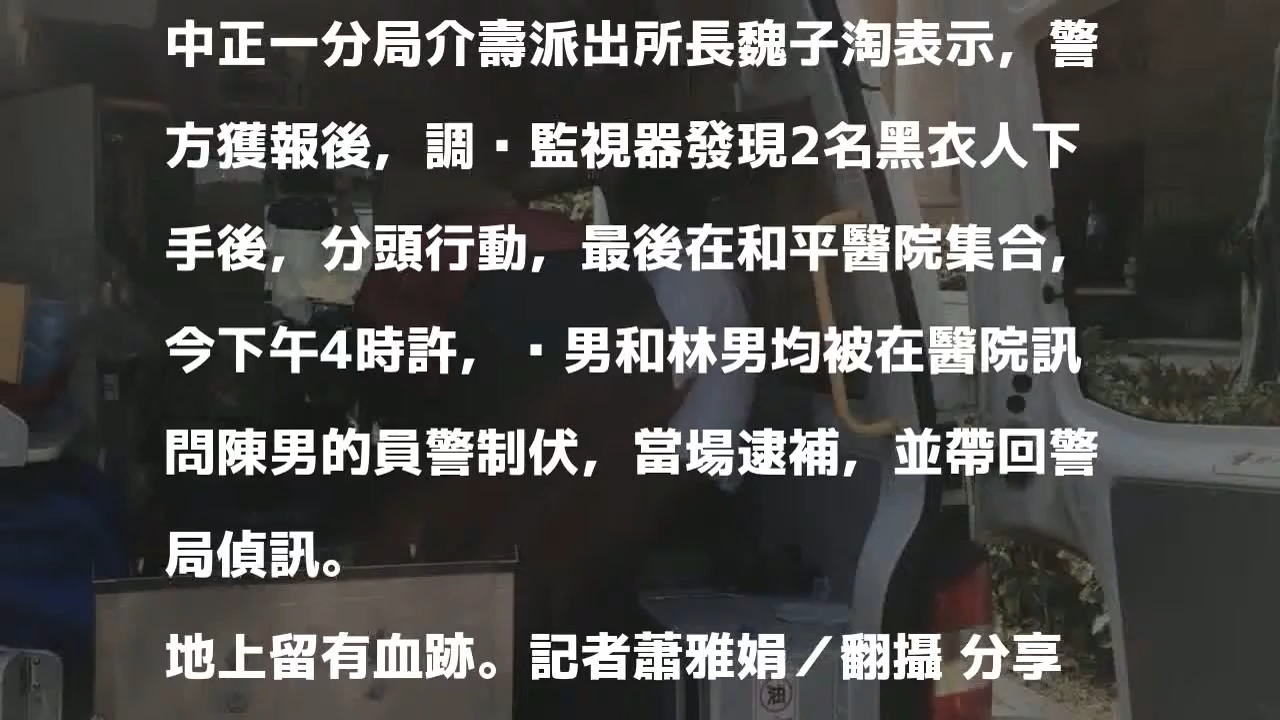 中正一分局介壽派出所長魏子淘表示，警
方獲報後，調·監視器發現2名黑衣人下
手後，分頭行動，最後在和平醫院集合，
今下午4時許，·男和林男均被在醫院訊
問陳男的員警制伏，當場逮補，並帶回警
局偵訊。
地上留有血跡。記者蕭雅娟／翻攝 分享
油